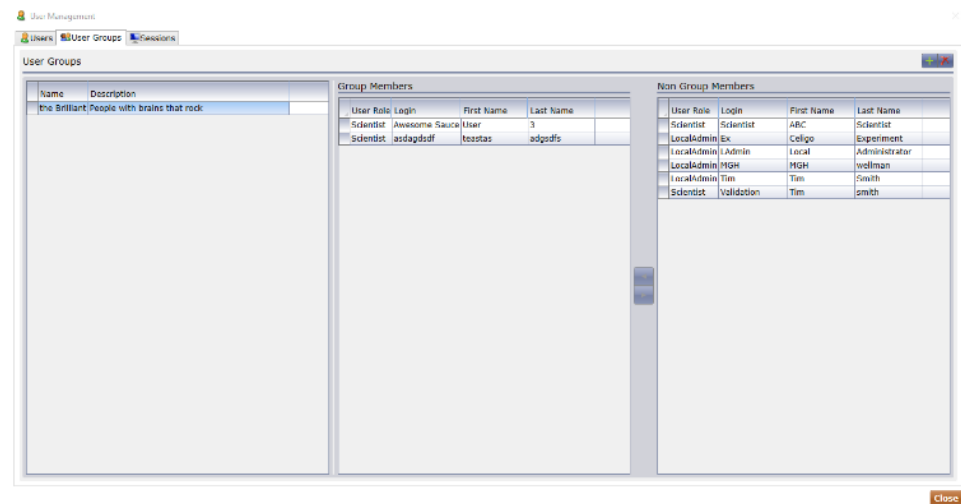 User Management
Users User Groups Sessions
User Groups
Name Description
the Brilliant People with brains that rock
Group Members
User Role Login First Name Last Name
Scientist Awesome Sauce User 3
Scientist asdagdsdf teastas adgsdfs
Non Group Members
User Role Login First Name Last Name
Scientist Scientist ABC Scientist
LocalAdmin Ex Celigo Experiment
LocalAdmin LAdmin Local Administrator
LocalAdmin MGH MGH wellman
LocalAdmin Tim Tim Smith
Scientist Validation Tim smith
Close